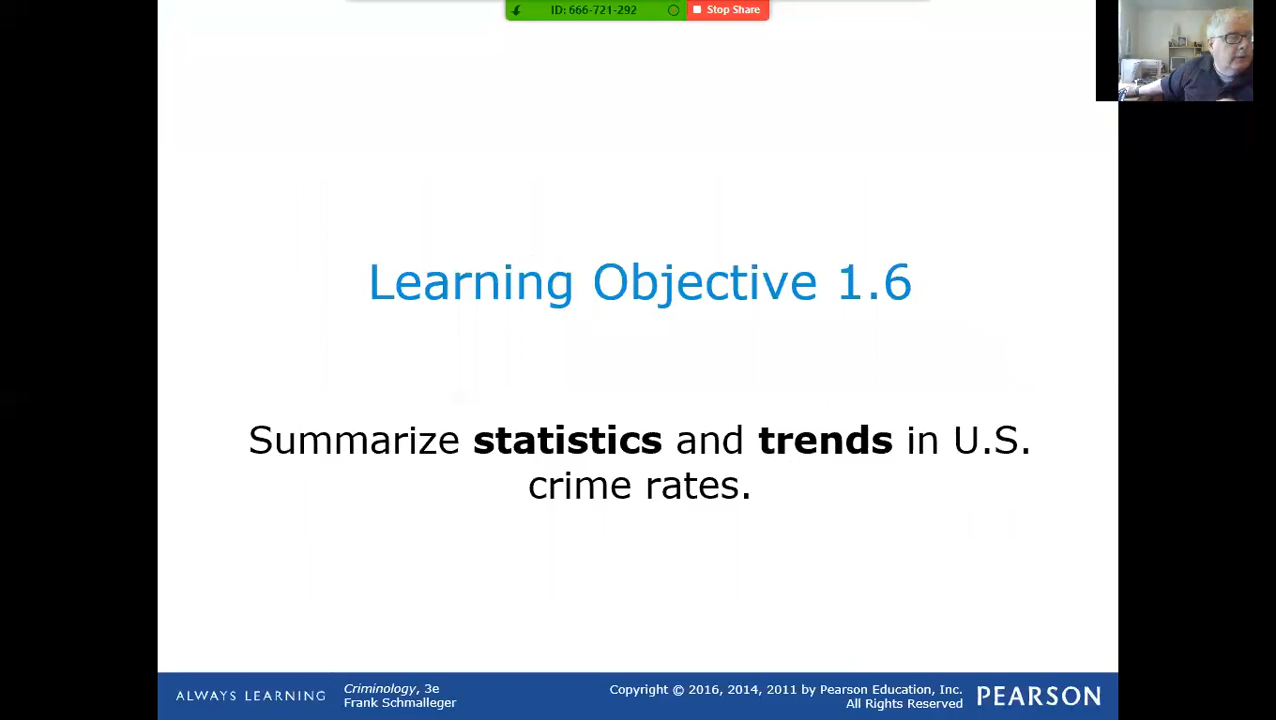 ID: 666-721-292 Stop Share
Learning Objective 1.6
Summarize statistics and trends in U.S.
crime rates.
ALWAYS LEARNING
Criminology, 3e
Frank Schmalleger
Copyright © 2016, 2014, 2011 by Pearson Education, Inc.
All Rights Reserved
PEARSON